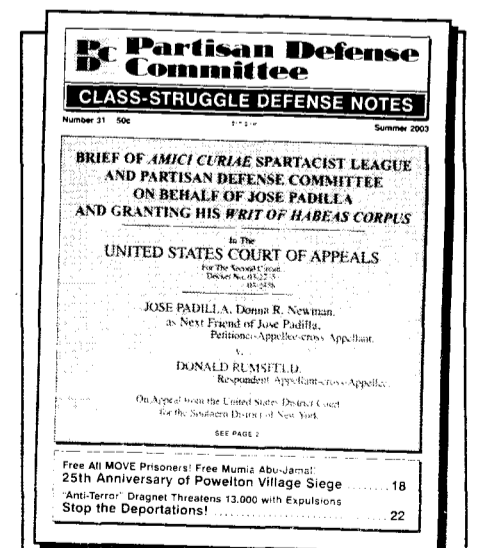 PDC Partisan Defense
Committee
CLASS-STRUGGLE DEFENSE NOTES
Number 31 50¢
Summer 2003
BRIEF OF AMICI CURIAE SPARTACIST LEAGUE
AND PARTISAN DEFENSE COMMITTEE
ON BEHALF OF JOSE PADILLA
AND GRANTING HIS WRIT OF HABEAS CORPUS
In The
UNITED STATES COURT OF APPEALS
For The Second Circuit
Docket No.
JOSE PADILLA, Donna R. Newman,
as Next Friend of Jose Padilla,
Petitioner-Appellee-cross Appellant,
v.
DONALD RUMSFELD,
Respondent-Appellant-cross-Appellee.
On Appeal from the United States District Court
for the Southern District of New York
SEE PAGE 2
Free All MOVE Prisoners! Free Mumia Abu-Jamal!
25th Anniversary of Powelton Village Siege ........ 18
"Anti-Terror" Dragnet Threatens 13,000 with Expulsions
Stop the Deportations! ........................ 22